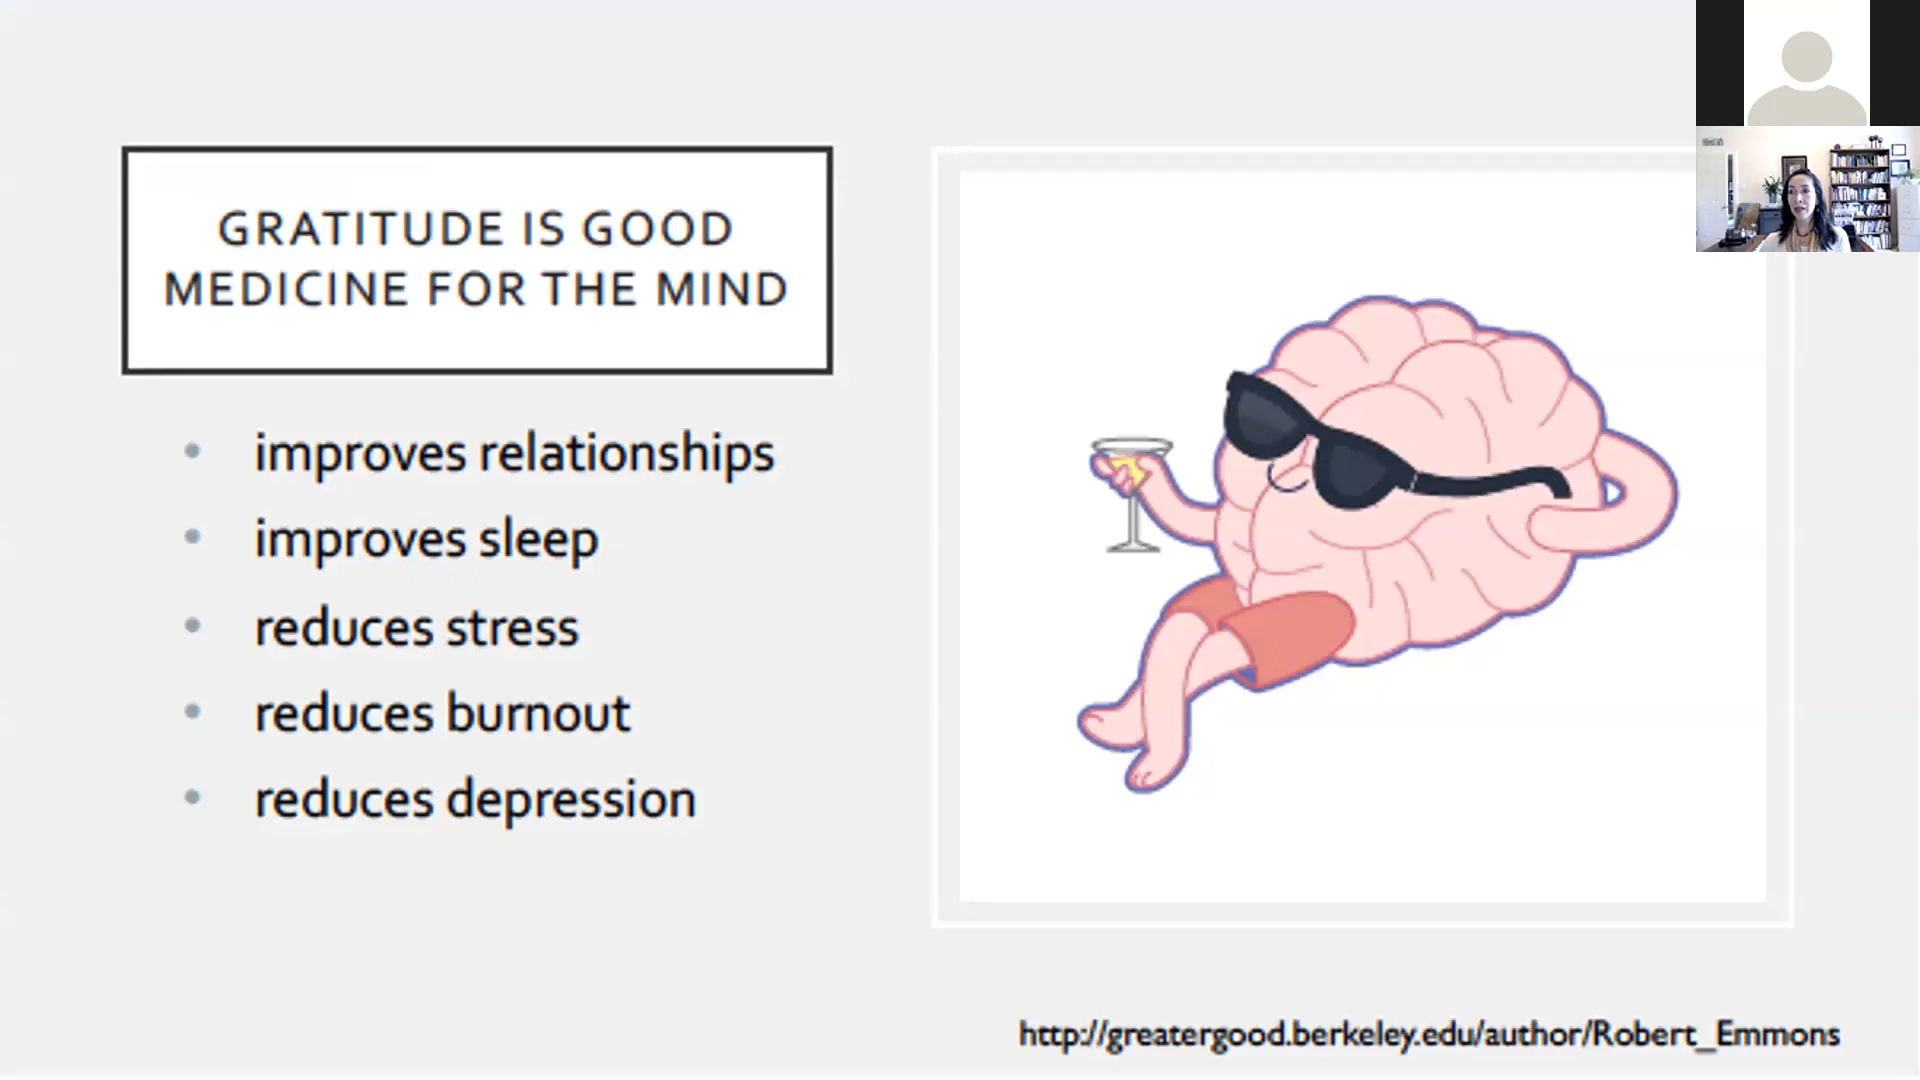 GRATITUDE IS GOOD
MEDICINE FOR THE MIND
• improves relationships
• improves sleep
• reduces stress
• reduces burnout
• reduces depression
http://greatergood.berkeley.edu/author/Robert_Emmons